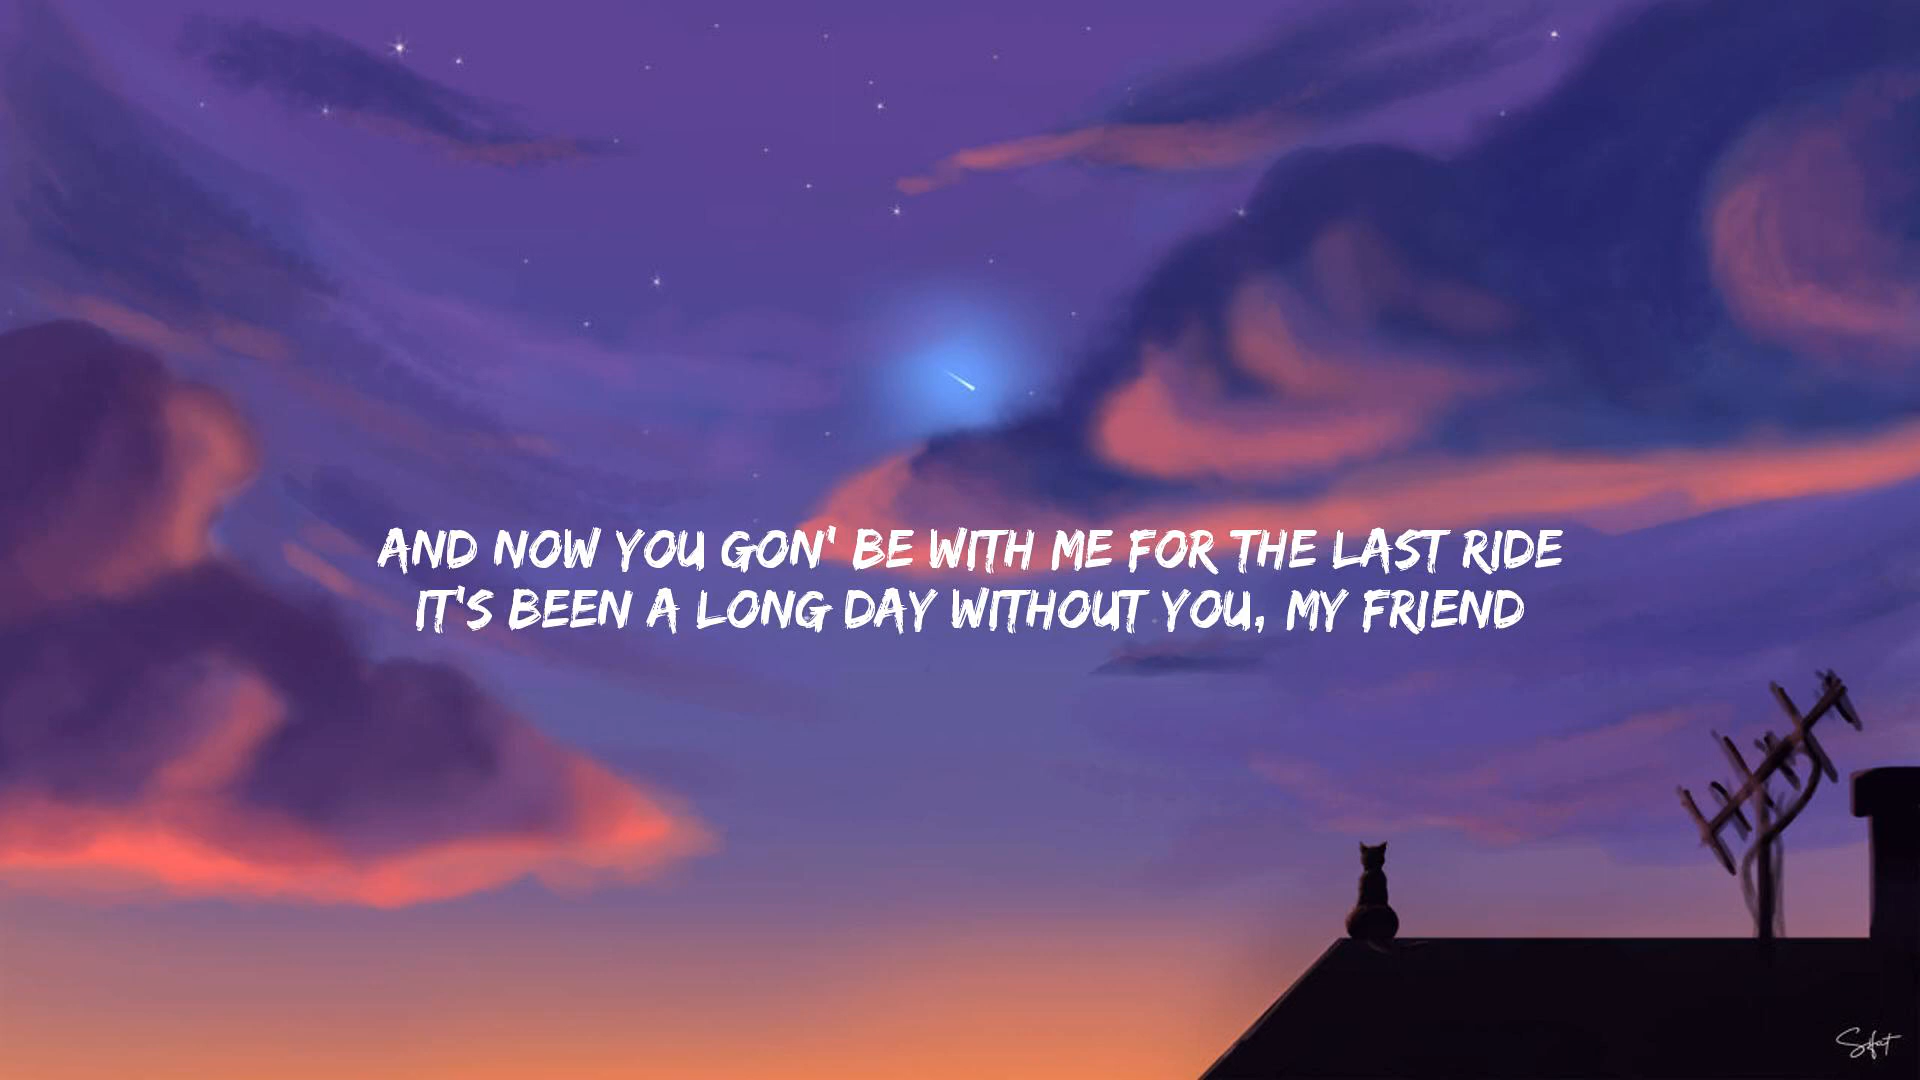 AND NOW YOU GON' BE WITH ME FOR THE LAST RIDE
IT'S BEEN A LONG DAY WITHOUT YOU, MY FRIEND